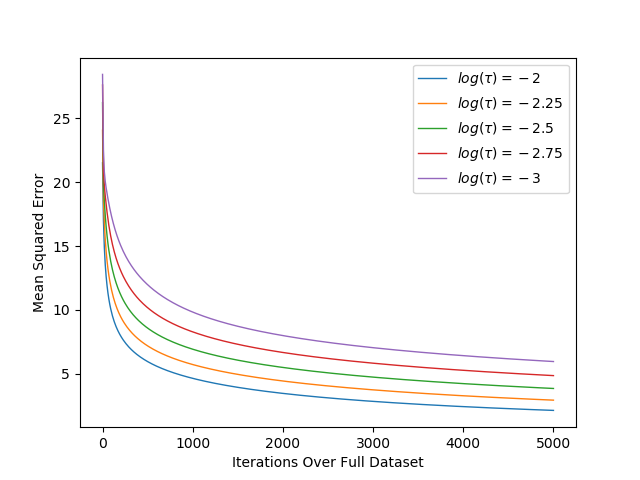 log(τ) = −2
log(τ) = −2.25
log(τ) = −2.5
log(τ) = −2.75
log(τ) = −3
25
20
15
10
5
Mean Squared Error
0 1000 2000 3000 4000 5000
Iterations Over Full Dataset